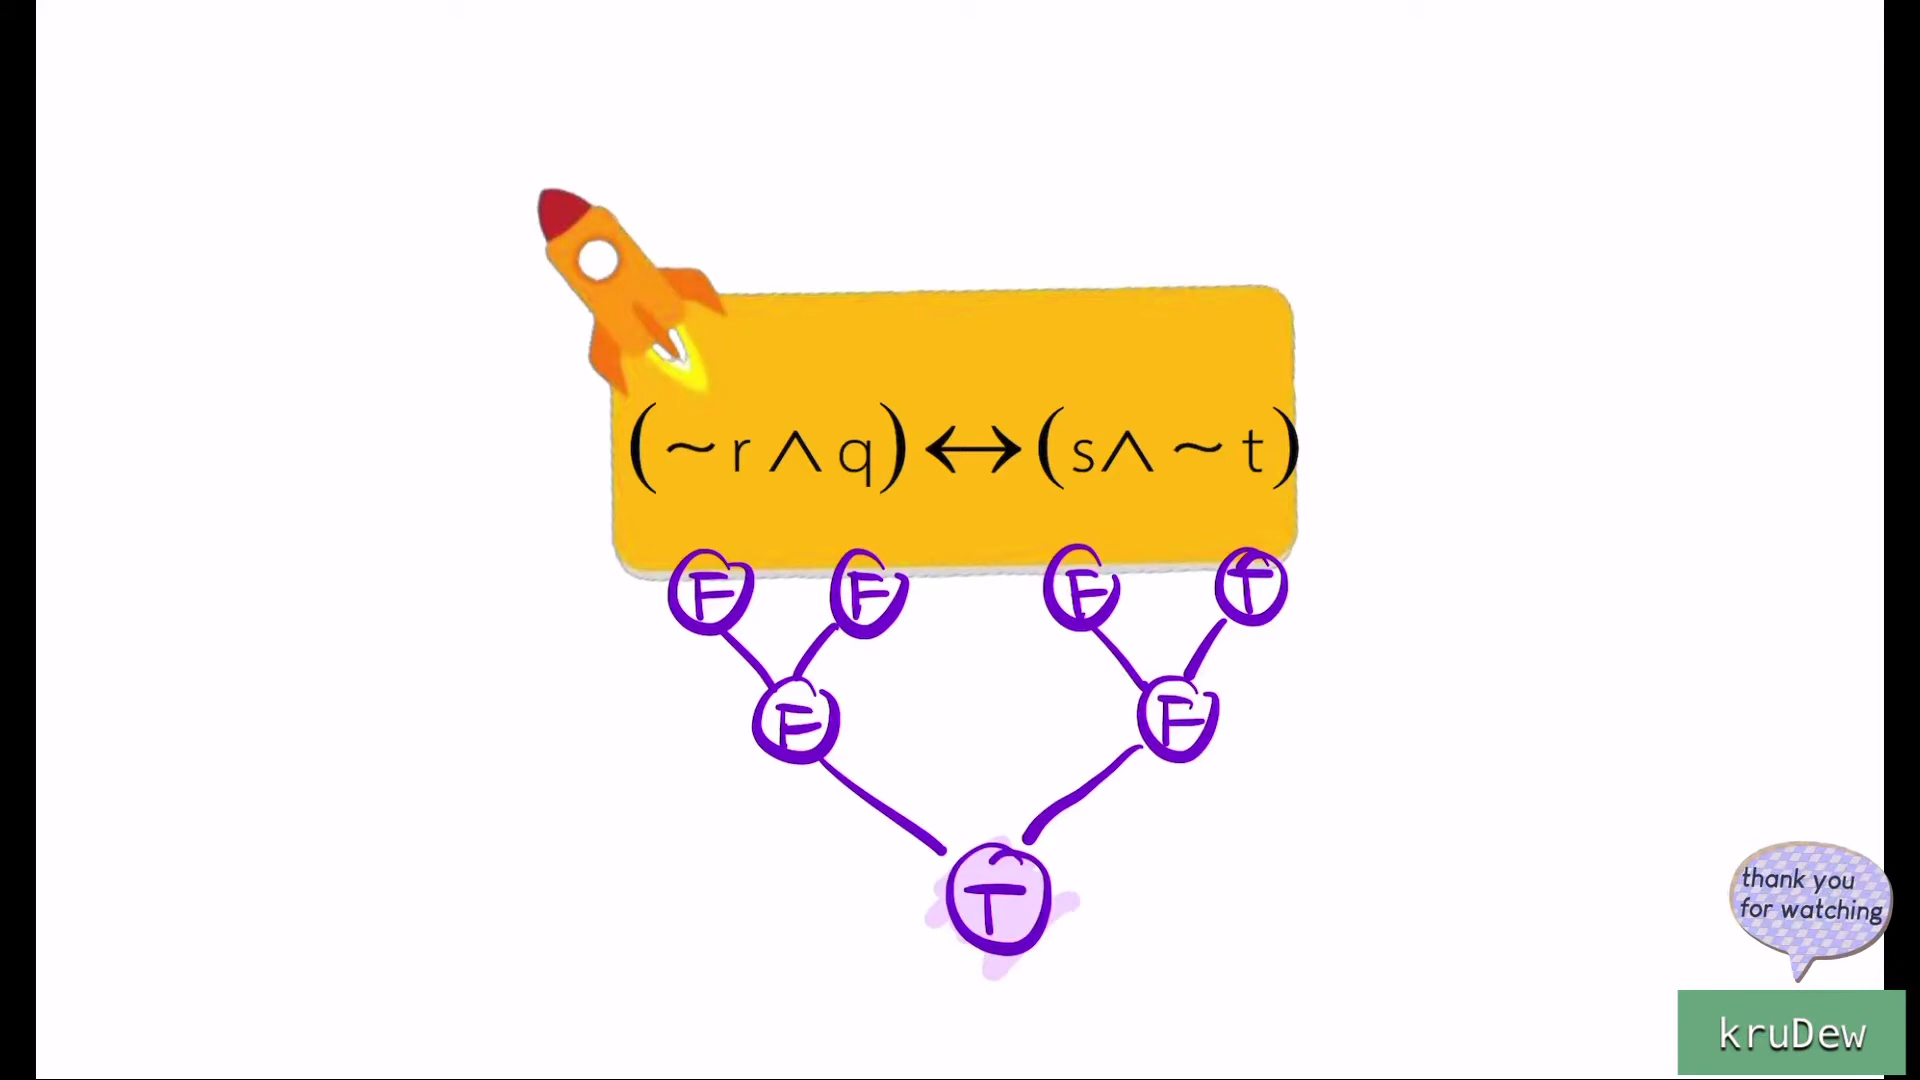 (~r∧q)↔(s∧~t)
F F F T
F F
T
thank you
for watching
kruDew